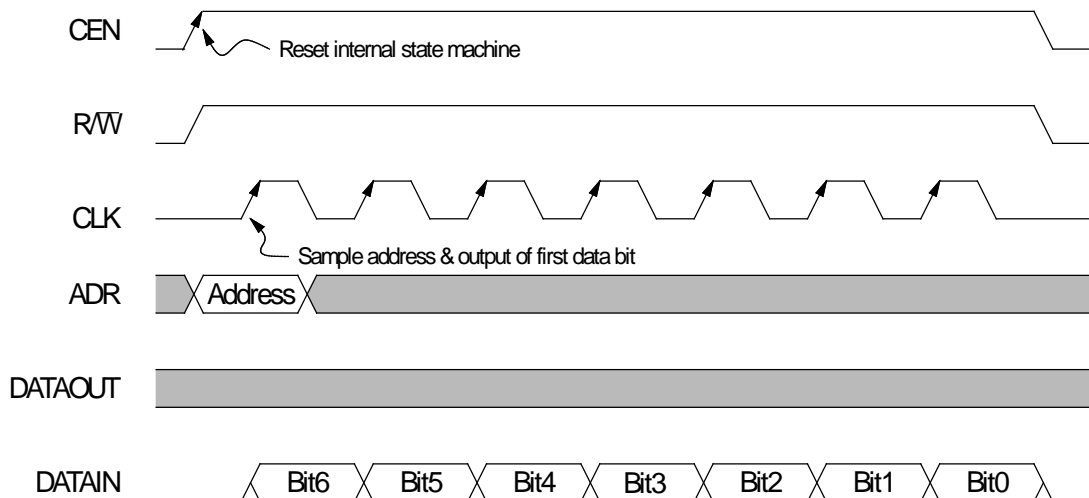 CEN
Reset internal state machine
R/W̅
CLK
Sample address & output of first data bit
ADR
Address
DATAOUT
DATAIN
Bit6 Bit5 Bit4 Bit3 Bit2 Bit1 Bit0